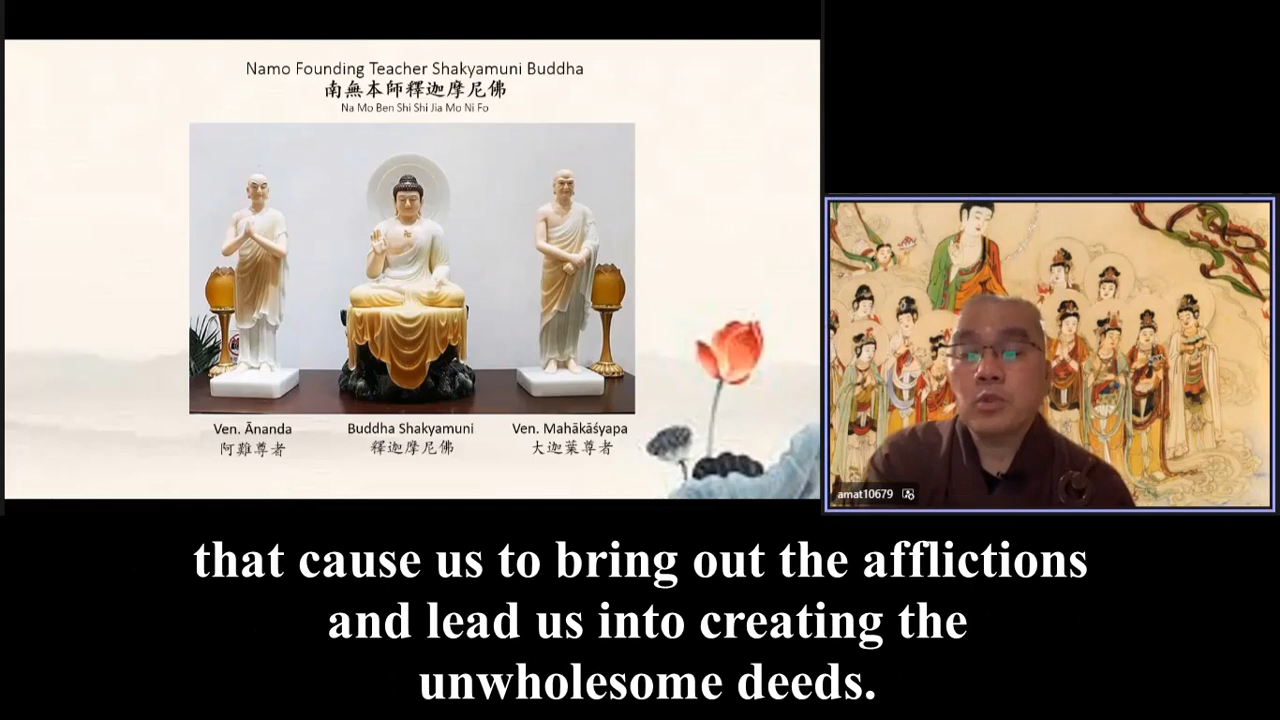 Namo Founding Teacher Shakyamuni Buddha
南無本師釋迦摩尼佛
Na Mo Ben Shi Shi Jia Mo Ni Fo
Ven. Ānanda
阿難尊者
Buddha Shakyamuni
釋迦摩尼佛
Ven. Mahākāśyapa
大迦葉尊者
amat10679
that cause us to bring out the afflictions
and lead us into creating the
unwholesome deeds.